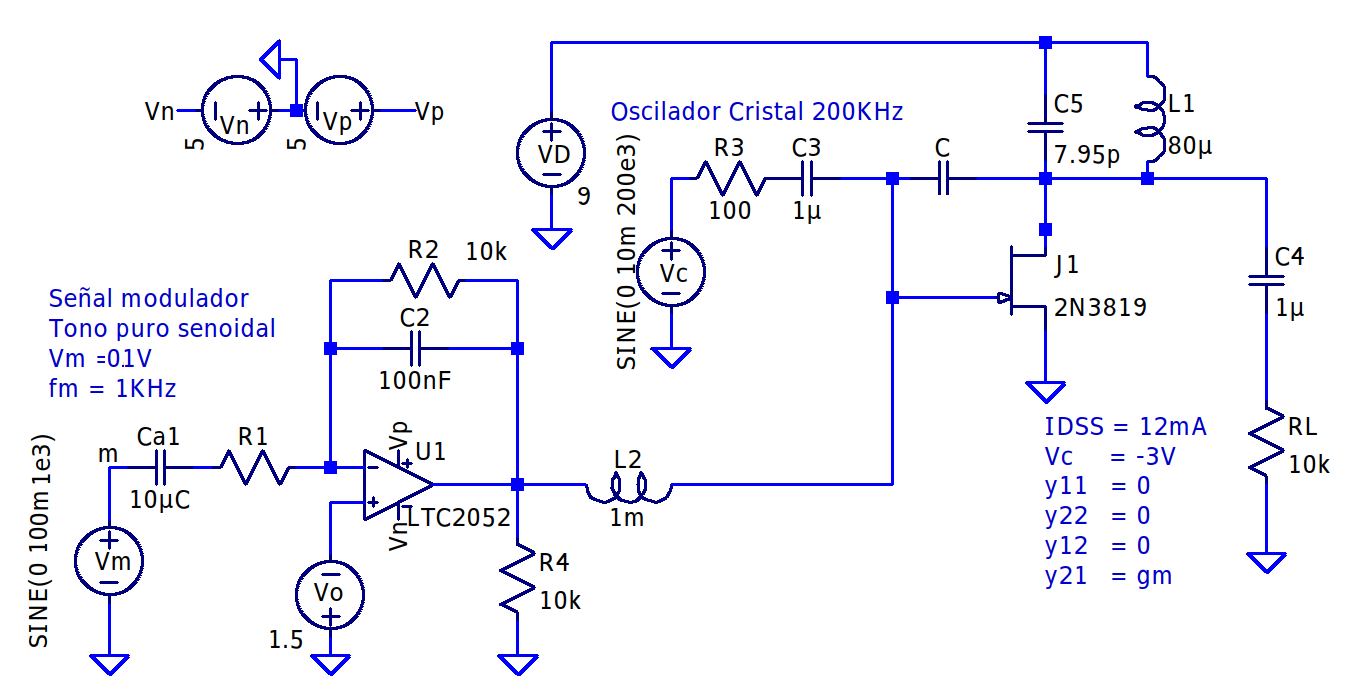 Vn
Vn
5
Vp
5
Vp
VD
9
Oscilador Cristal 200KHz
R3
100
C3
1µ
C
C5
7.95p
L1
80µ
Vc
SINE(0 10m 200e3)
J1
2N3819
C4
1µ
RL
10k
IDSS = 12mA
Vc = -3V
y11 = 0
y22 = 0
y12 = 0
y21 = gm
R2
10k
C2
100nF
Señal modulador
Tono puro senoidal
Vm =0.1V
fm = 1KHz
m
Ca1
10µC
R1
Vp
U1
LTC2052
Vn
L2
1m
Vm
SINE(0 100m 1e3)
Vo
1.5
R4
10k